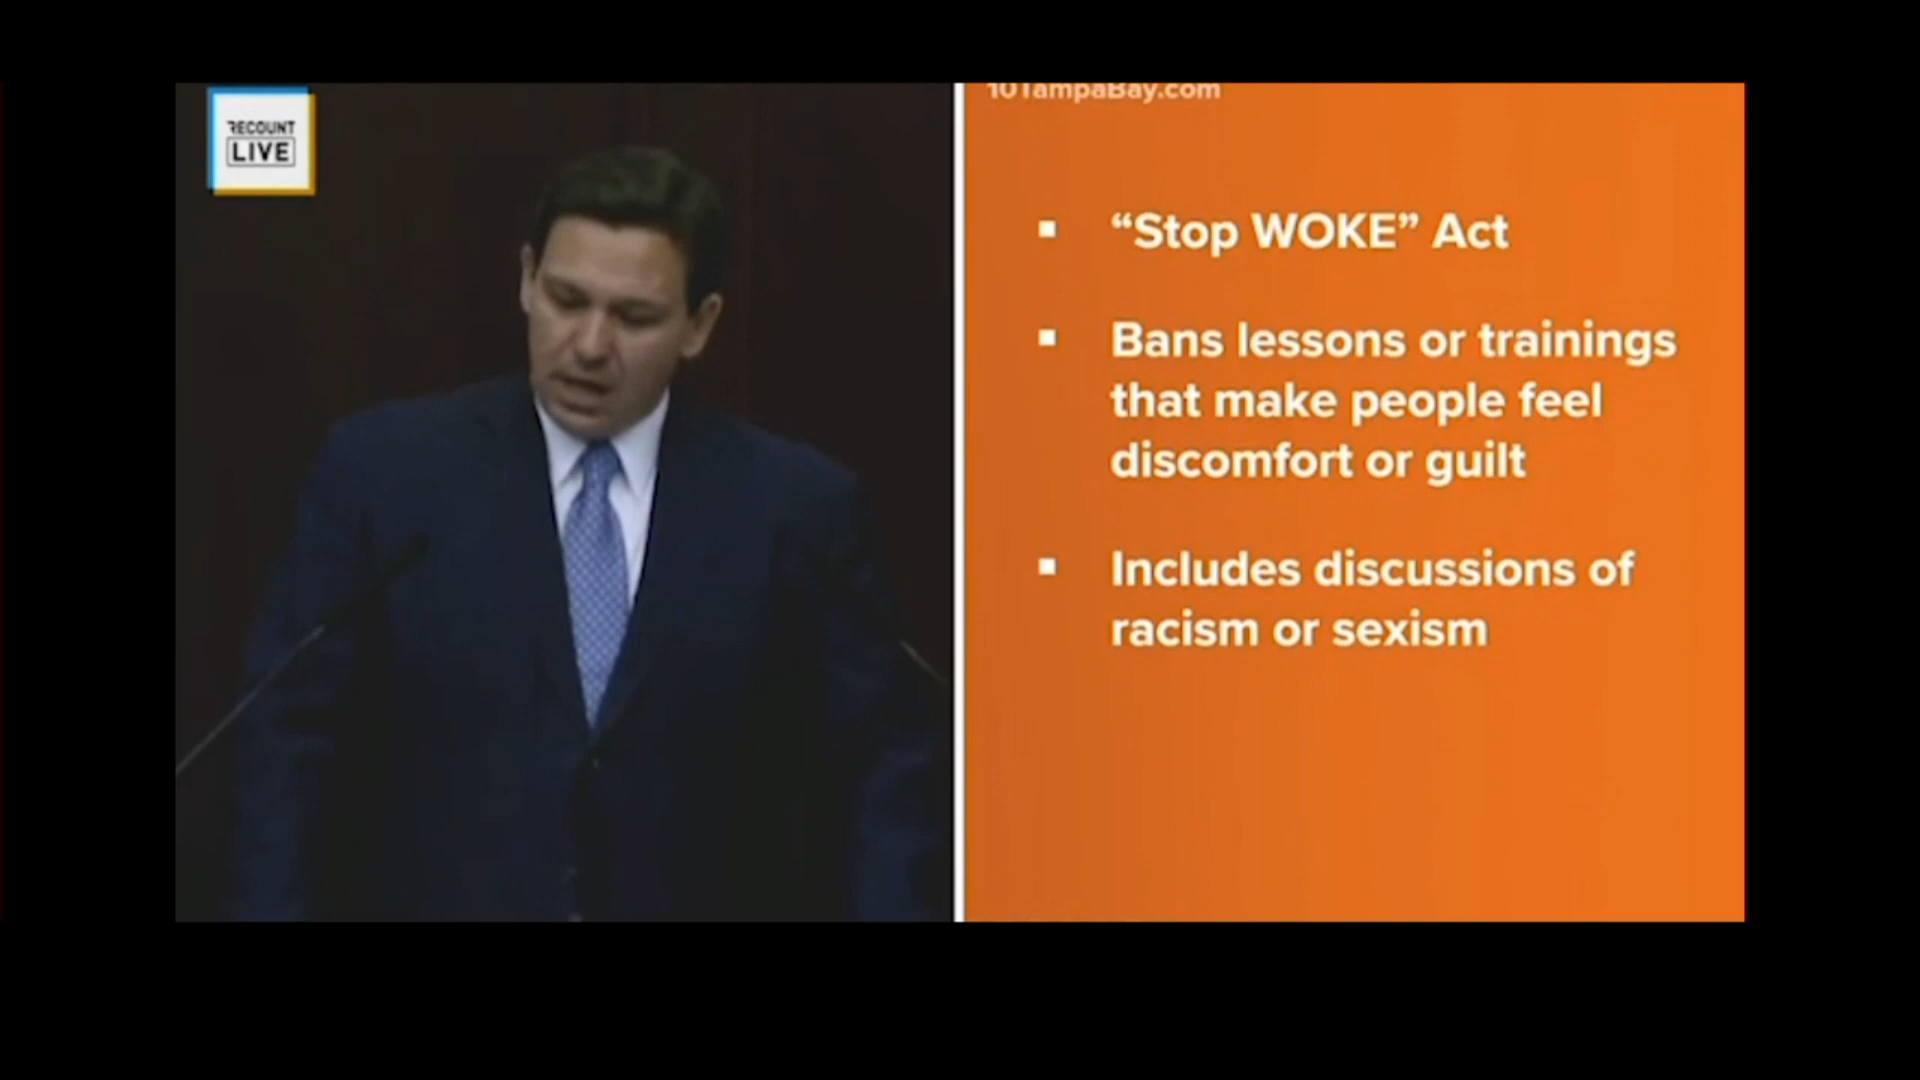 RECOUNT
LIVE
10TampaBay.com
“Stop WOKE” Act
Bans lessons or trainings
that make people feel
discomfort or guilt
Includes discussions of
racism or sexism